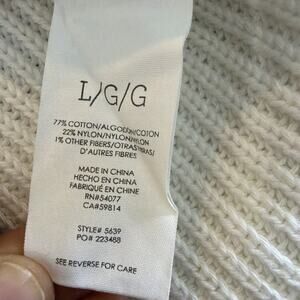 L/G/G
77% COTTON/ALGODÓN/COTON
22% NYLON/NYLON/NYLON
1% OTHER FIBERS/OTRAS FIBRAS/
D'AUTRES FIBRES
MADE IN CHINA
HECHO EN CHINA
FABRIQUÉ EN CHINE
RN#54077
CA#59814
STYLE# 5639
PO# 223488
SEE REVERSE FOR CARE